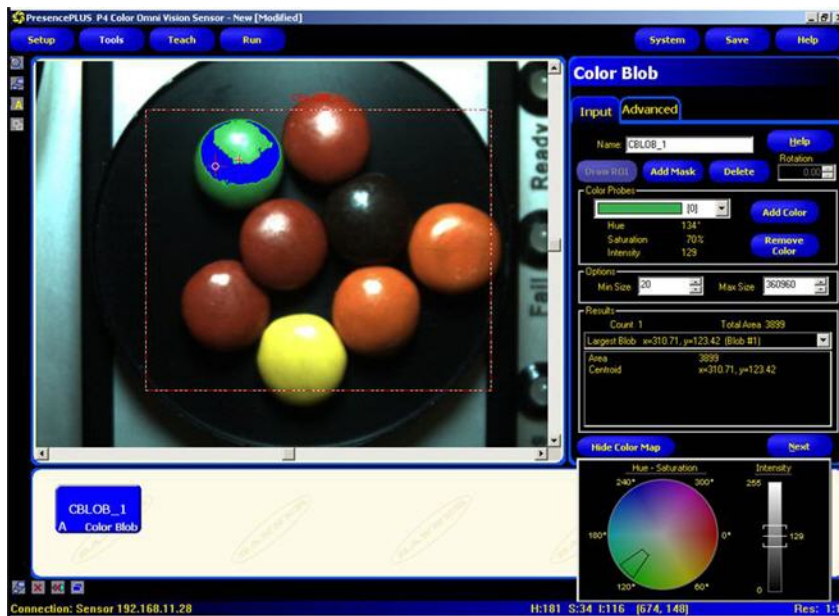 PresencePLUS P4 Color Omni Vision Sensor - New [Modified]
Setup Tools Teach Run System Save Help
Color Blob
Input Advanced
Name: CBLOB_1 Help
Rotation
Draw ROI Add Mask Delete 0.00
Color Probes
[0] Add Color
Hue 134°
Saturation 70%
Intensity 129
Remove Color
Options
Min Size 20 Max Size 360960
Results
Count 1 Total Area 3899
Largest Blob x=310.71, y=123.42 (Blob #1)
Area 3899
Centroid x=310.71, y=123.42
Hide Color Map Next
Hue - Saturation Intensity
240° 300° 255
180° 0° 129
120° 60° 0
Ready
Fail
CBLOB_1
A Color Blob
BANNER BANNER BANNER
Connection: Sensor 192.168.11.28 H:181 S:34 I:116 [674, 148]